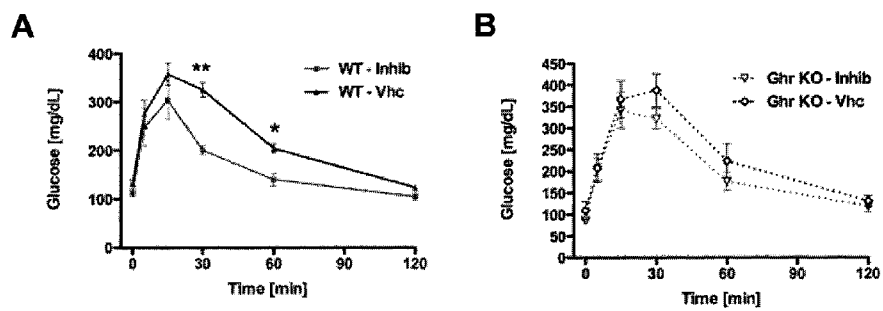 A
Glucose [mg/dL]
400
300
200
100
0
**
*
WT - Inhib
WT - Vhc
0 30 60 90 120
Time [min]
B
Glucose [mg/dL]
450
400
350
300
250
200
150
100
50
0
Ghr KO - Inhib
Ghr KO - Vhc
0 30 60 90 120
Time [min]